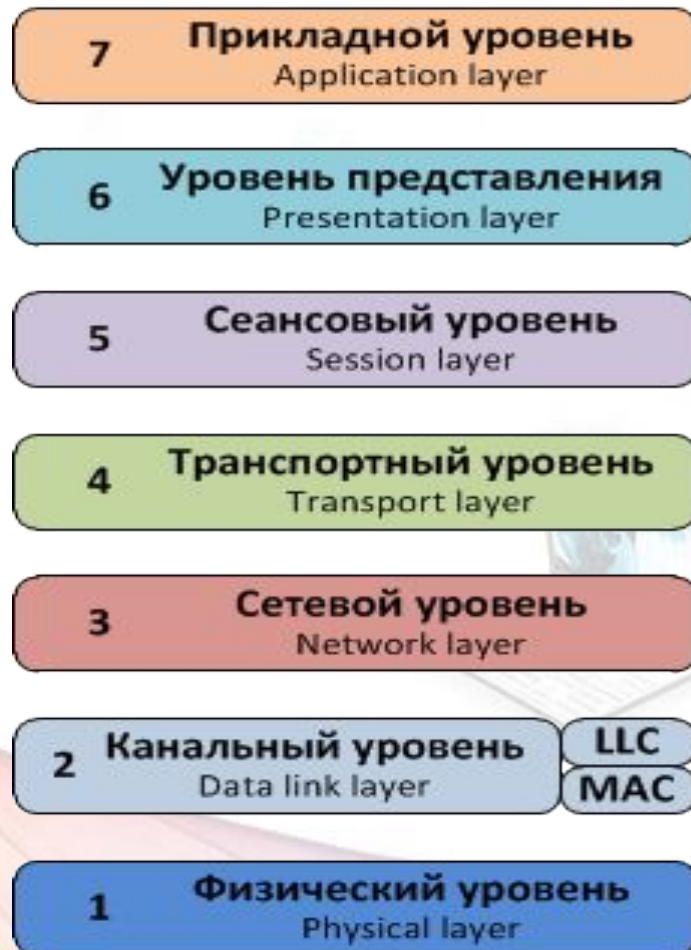 7 Прикладной уровень
Application layer
6 Уровень представления
Presentation layer
5 Сеансовый уровень
Session layer
4 Транспортный уровень
Transport layer
3 Сетевой уровень
Network layer
2 Канальный уровень
Data link layer
LLC
MAC
1 Физический уровень
Physical layer